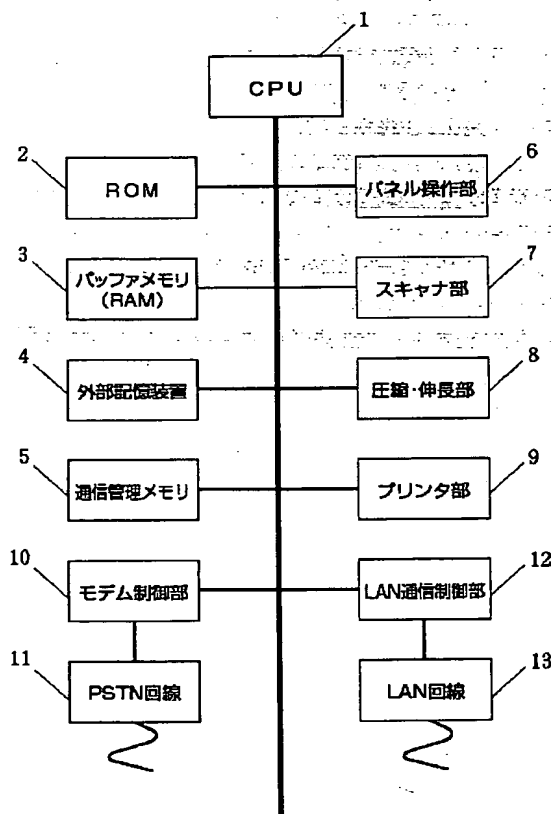 1
CPU
2
ROM
6
パネル操作部
3
バッファメモリ
(RAM)
7
スキャナ部
4
外部記憶装置
8
圧縮・伸長部
5
通信管理メモリ
9
プリンタ部
10
モデム制御部
12
LAN通信制御部
11
PSTN回線
13
LAN回線